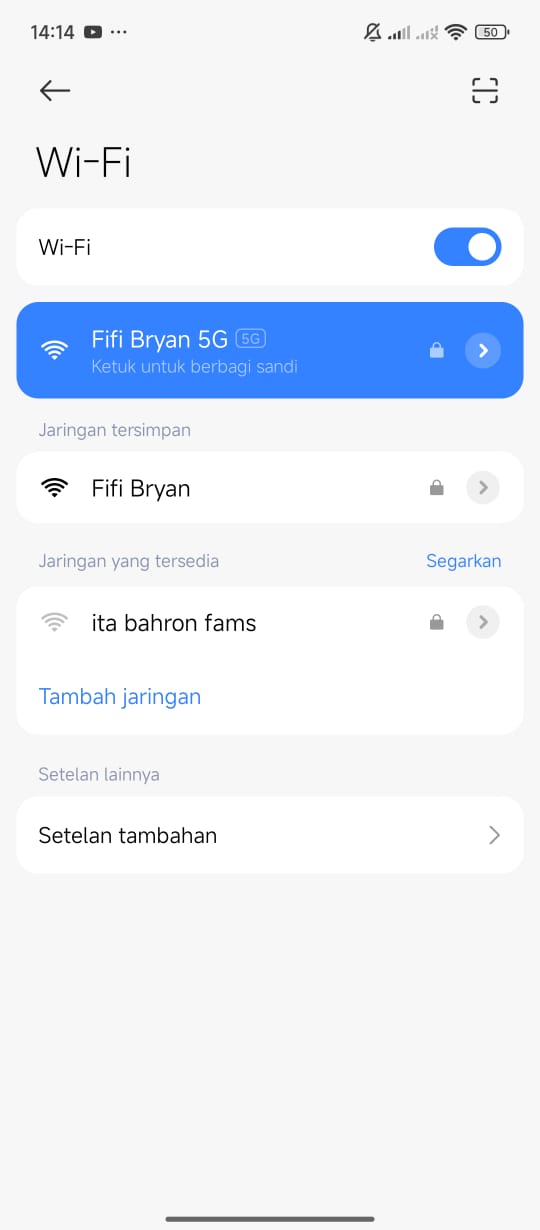 14:14
50
Wi-Fi
Wi-Fi
Fifi Bryan 5G 5G
Ketuk untuk berbagi sandi
Jaringan tersimpan
Fifi Bryan
Jaringan yang tersedia Segarkan
ita bahron fams
Tambah jaringan
Setelan lainnya
Setelan tambahan